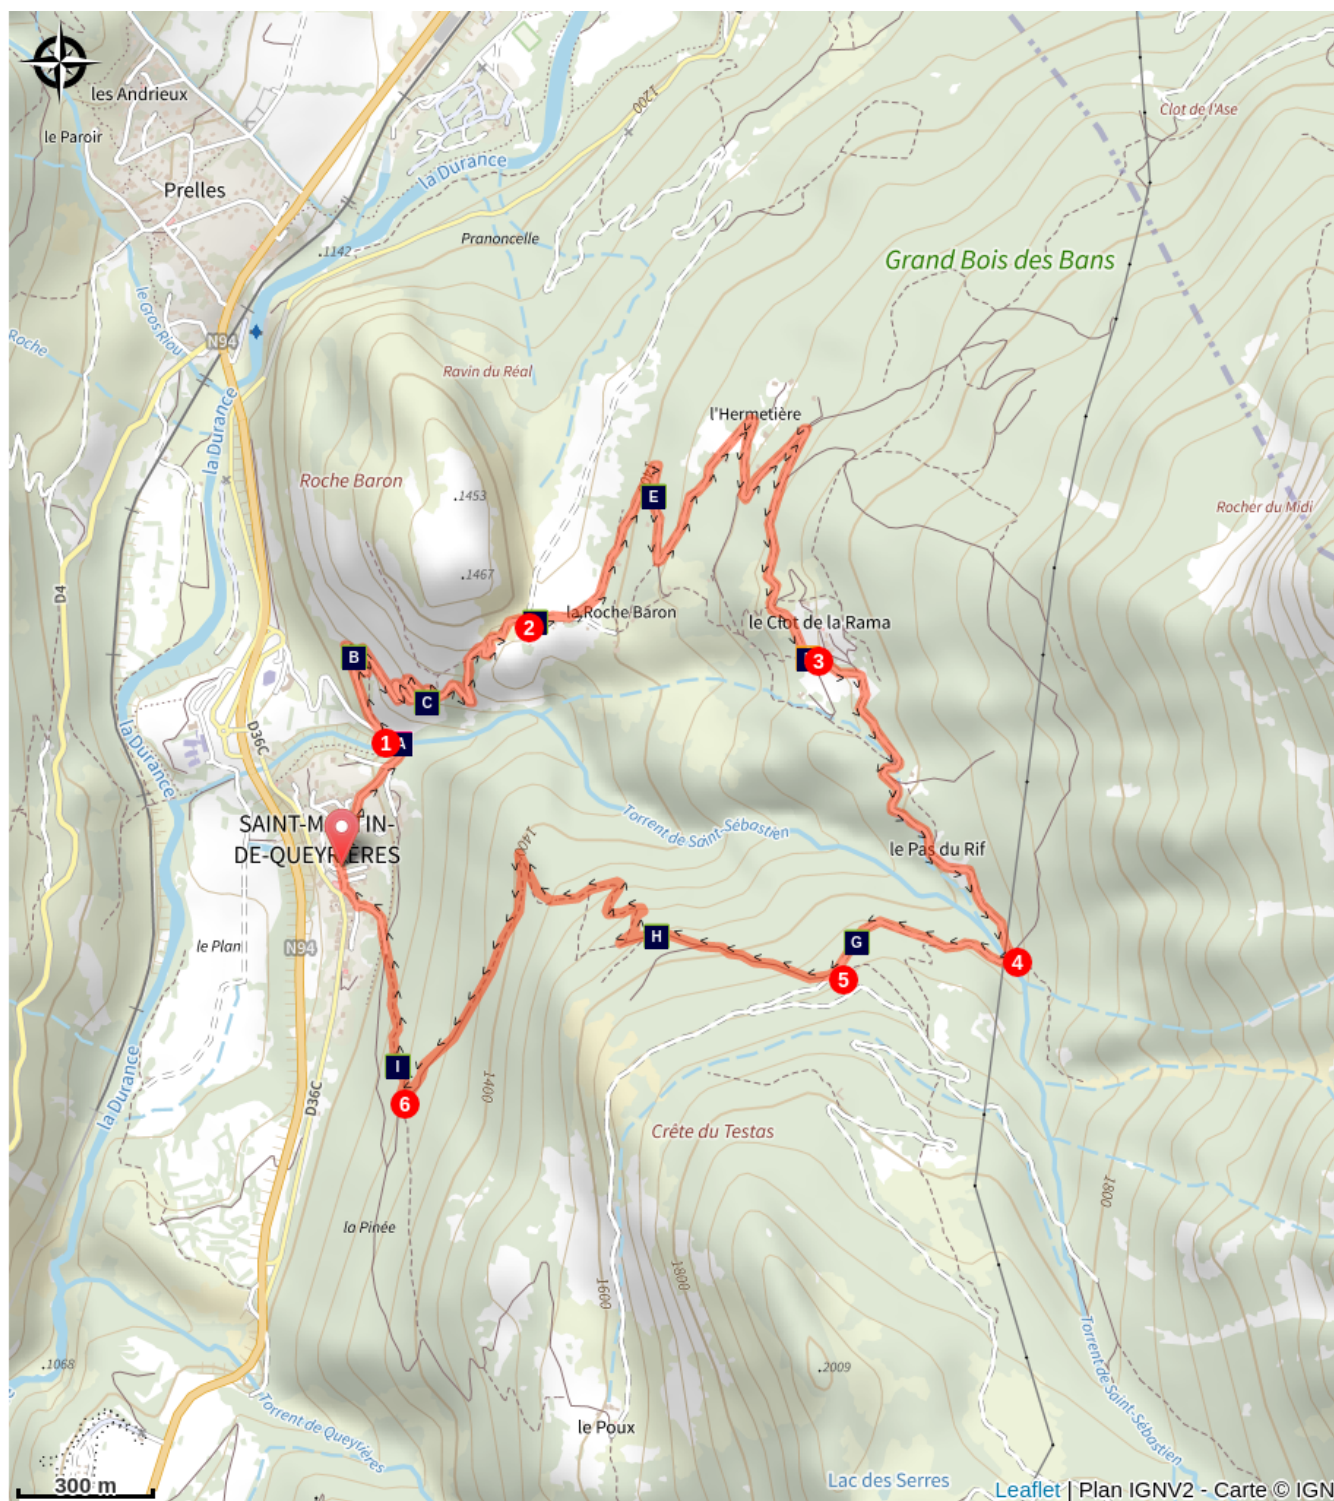 les Andrieux
le Paroir
Prelles
la Durance
1200
Clot de l'Ase
.1142
Pranoncelle
Grand Bois des Bans
le Gros Riou
Roche
N94
Ravin du Réal
la Durance
Roche Baron
.1453
l'Hermetière
E
Rocher du Midi
.1467
D4
la Roche Baron
2
le Clot de la Rama
B
3
C
la Durance
D36C
1
A
SAINT-M
TIN-
DE-QUEYRIÈRES
Torrent de Saint-Sébastien
le Pas du Rif
le Plan
N94
H
G
4
5
la Durance
I
1400
6
D36C
Crête du Testas
1800
la Pinée
1600
1800
.1068
.2009
Torrent de Saint-Sébastien
Torrent de Queyrières
le Poux
Lac des Serres
300 m
Leaflet | Plan IGNV2 - Carte © IGN